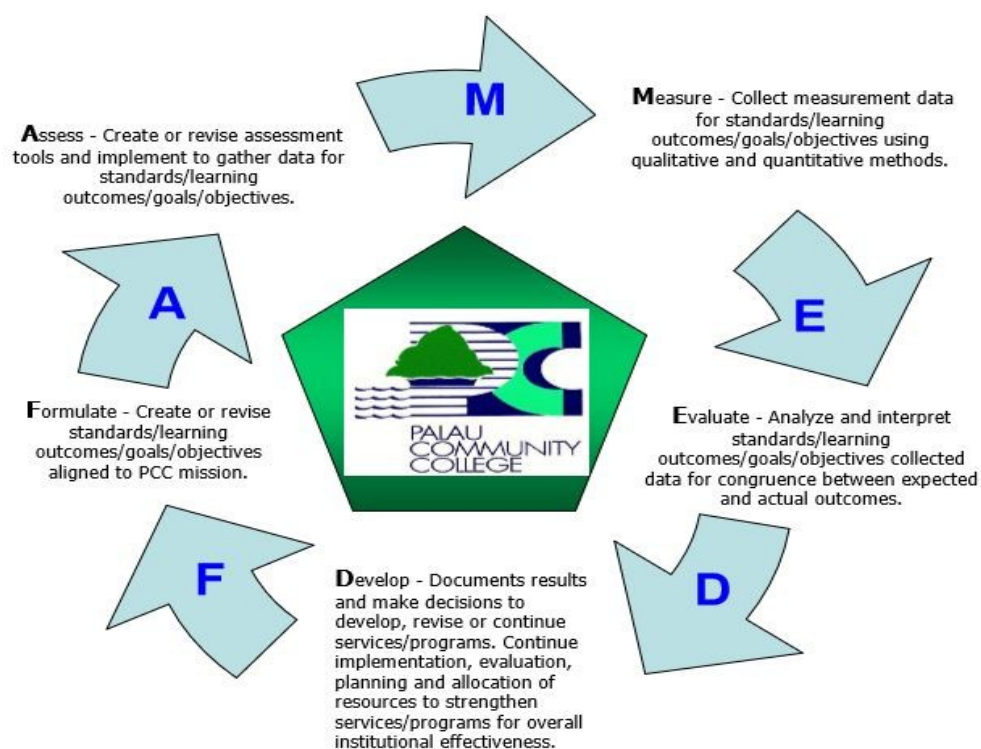 M
Measure - Collect measurement data
for standards/learning
outcomes/goals/objectives using
qualitative and quantitative methods.
Assess - Create or revise assessment
tools and implement to gather data for
standards/learning
outcomes/goals/objectives.
A
E
PALAU
COMMUNITY
COLLEGE
Formulate - Create or revise
standards/learning
outcomes/goals/objectives
aligned to PCC mission.
Evaluate - Analyze and interpret
standards/learning
outcomes/goals/objectives collected
data for congruence between expected
and actual outcomes.
F
D
Develop - Documents results
and make decisions to
develop, revise or continue
services/programs. Continue
implementation, evaluation,
planning and allocation of
resources to strengthen
services/programs for overall
institutional effectiveness.